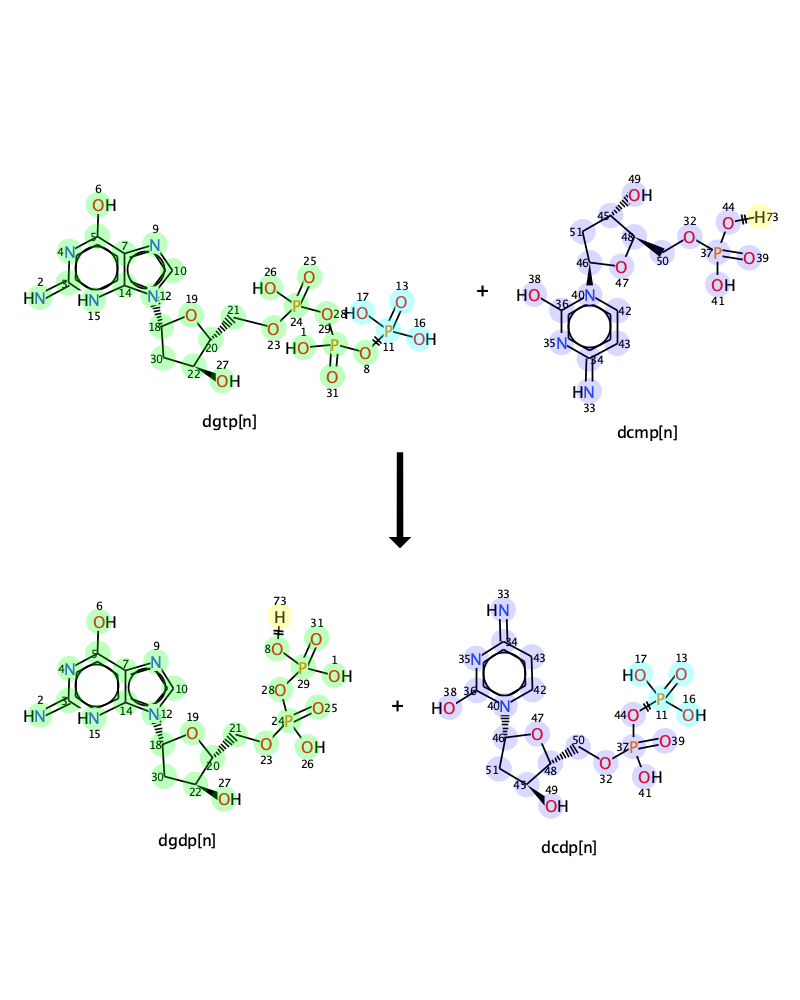 6
OH
5
N
4
7
9
N
10
2
HN
3
HN
15
14
N
12
19
O
18
21
20
30
22
27
OH
23
O
26
HO
25
O
P
24
O
28
29
1
HO
P
O
31
O
8
17
HO
13
O
P
11
16
OH
dgtp[n]
+
49
OH
45
51
48
46
O
47
50
32
O
44
O
H
73
P
37
O
39
OH
41
38
HO
36
40
N
42
35
N
43
34
HN
33
dcmp[n]
6
OH
5
N
4
7
9
N
10
2
HN
3
HN
15
14
N
12
19
O
18
21
20
30
22
27
OH
23
O
73
H
8
O
31
O
P
29
1
OH
28
O
24
P
O
25
OH
26
dgdp[n]
+
33
HN
34
35
N
43
38
HO
36
42
40
N
47
O
46
51
48
45
49
OH
50
O
32
17
HO
13
O
P
11
16
OH
44
O
37
P
O
39
OH
41
dcdp[n]